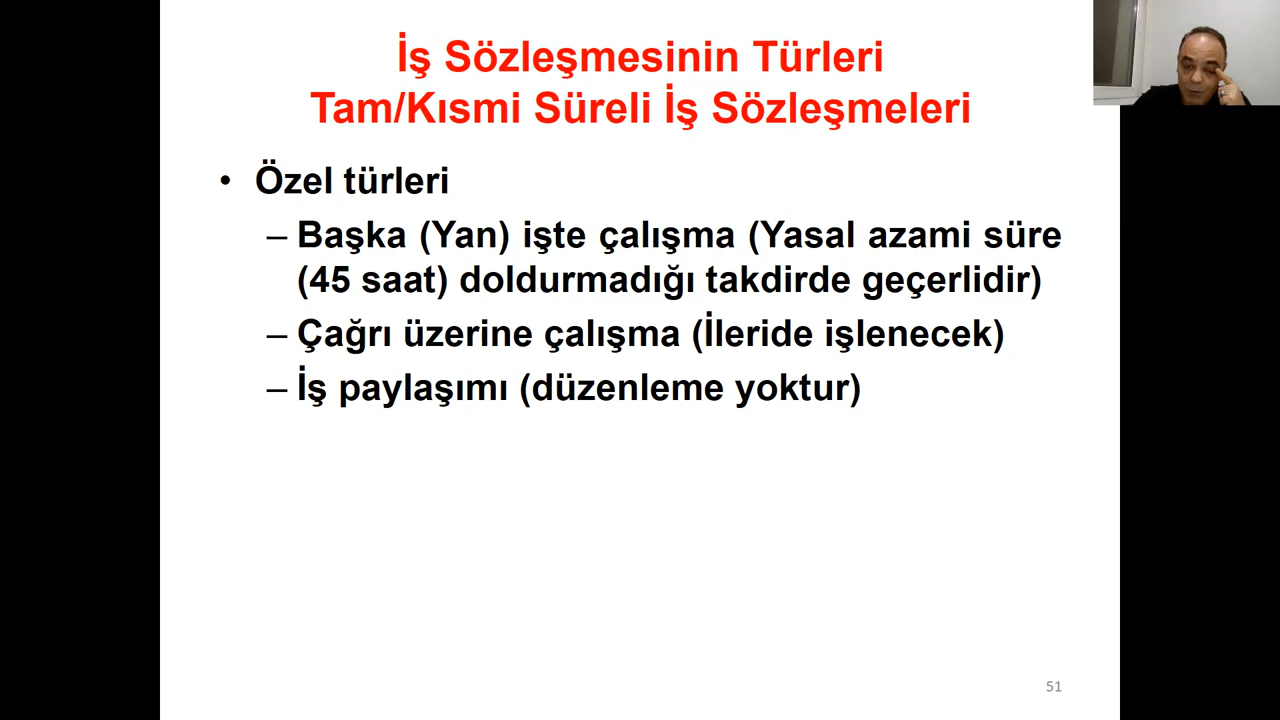 İş Sözleşmesinin Türleri
Tam/Kısmi Süreli İş Sözleşmeleri
• Özel türleri
– Başka (Yan) işte çalışma (Yasal azami süre
(45 saat) doldurmadığı takdirde geçerlidir)
– Çağrı üzerine çalışma (İleride işlenecek)
– İş paylaşımı (düzenleme yoktur)
51